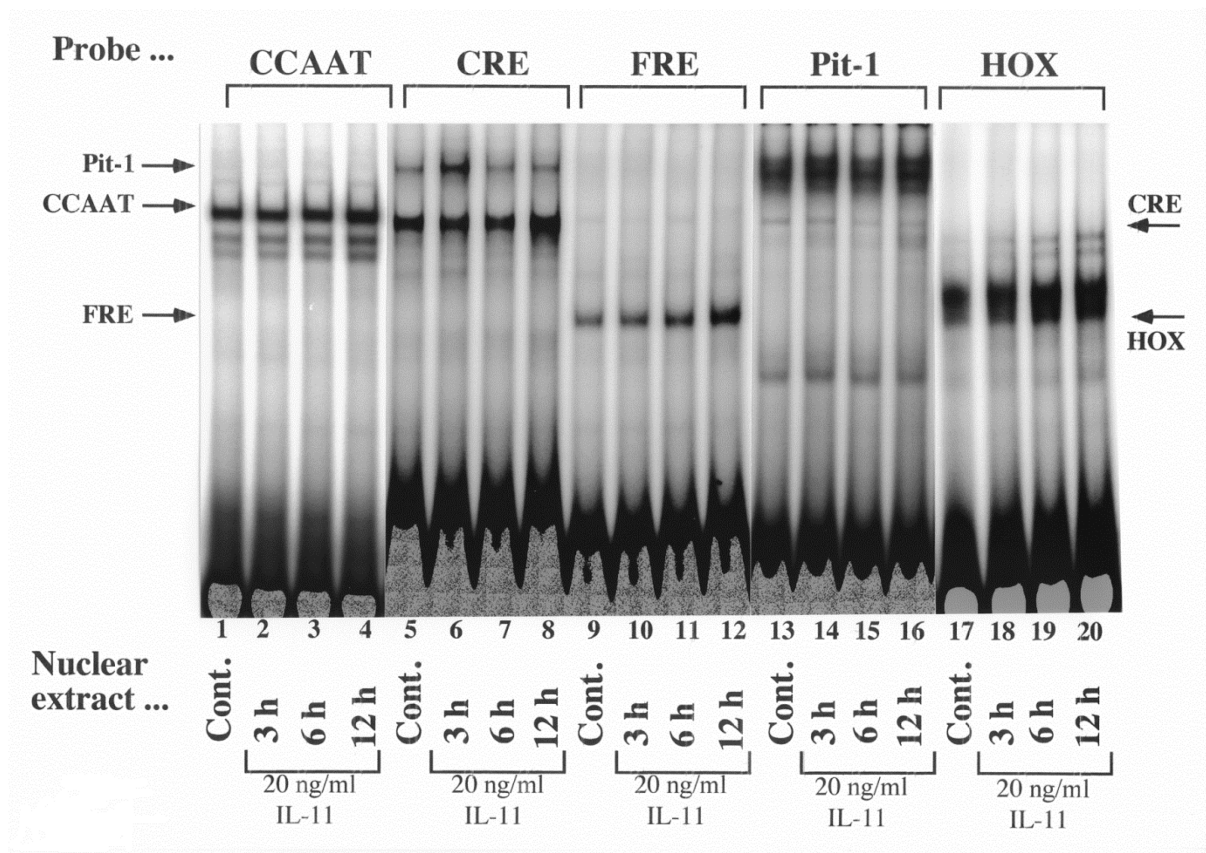 Probe ...
CCAAT CRE FRE Pit-1 HOX
Pit-1
CCAAT
FRE
CRE
HOX
1 2 3 4 5 6 7 8 9 10 11 12 13 14 15 16 17 18 19 20
Nuclear
extract ...
Cont. 3 h 6 h 12 h Cont. 3 h 6 h 12 h Cont. 3 h 6 h 12 h Cont. 3 h 6 h 12 h Cont. 3 h 6 h 12 h
20 ng/ml 20 ng/ml 20 ng/ml 20 ng/ml 20 ng/ml
IL-11 IL-11 IL-11 IL-11 IL-11